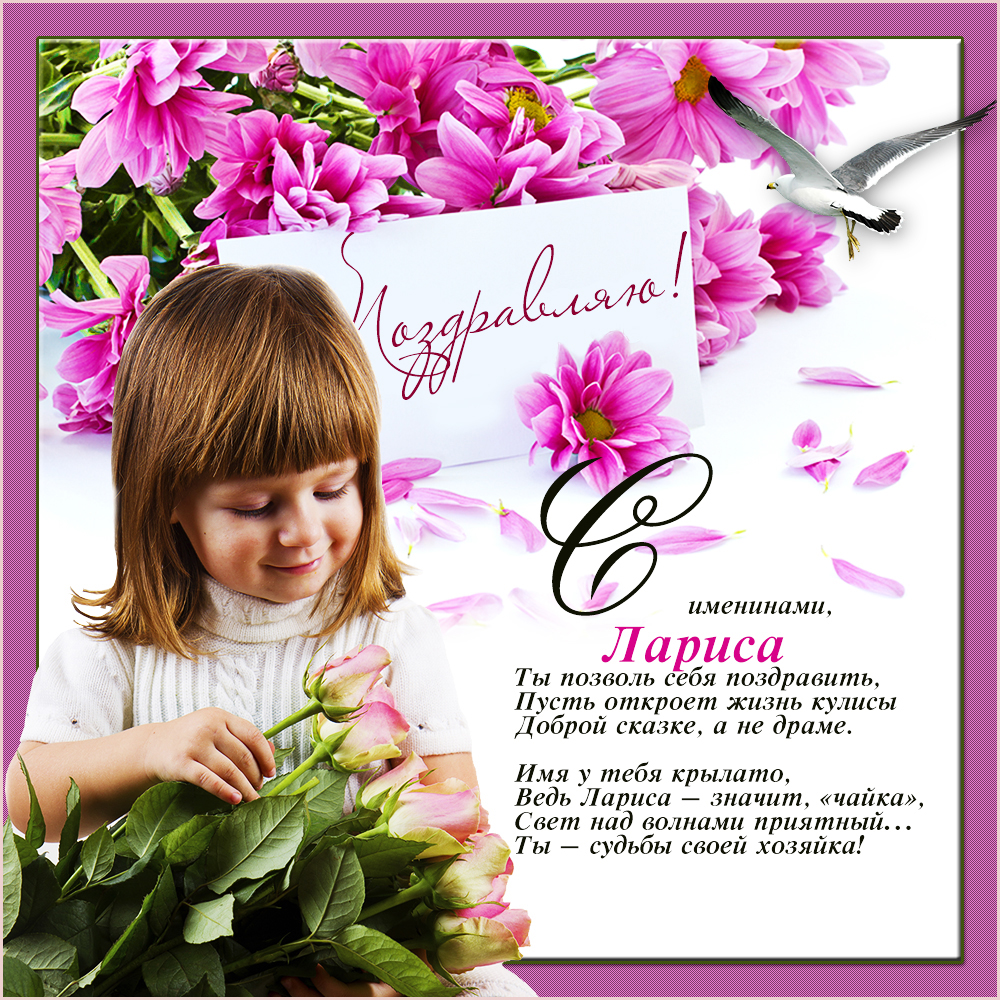 Поздравляю!
С
именинами,
Лариса
Ты позволь себя поздравить,
Пусть откроет жизнь кулисы
Доброй сказке, а не драме.
Имя у тебя крылато,
Ведь Лариса – значит, «чайка»,
Свет над волнами приятный...
Ты – судьбы своей хозяйка!